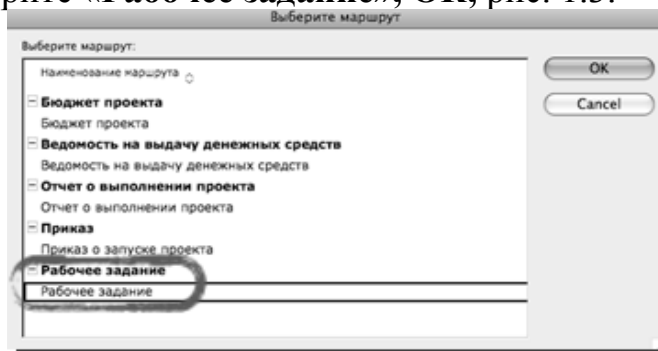 рите «Рабочее задание», ОК, рис. 1.5.
Выберите маршрут
Выберите маршрут:
Наименование маршрута
OK
Бюджет проекта
Cancel
Бюджет проекта
Ведомость на выдачу денежных средств
Ведомость на выдачу денежных средств
Отчет о выполнении проекта
Отчет о выполнении проекта
Приказ
Приказ о запуске проекта
Рабочее задание
Рабочее задание